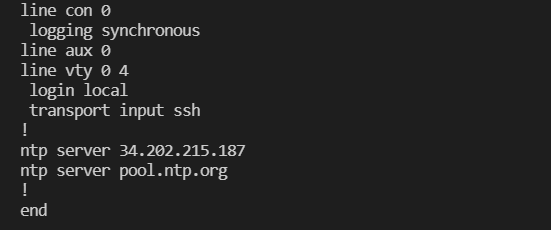 line con 0
 logging synchronous
line aux 0
line vty 0 4
 login local
 transport input ssh
!
ntp server 34.202.215.187
ntp server pool.ntp.org
!
end